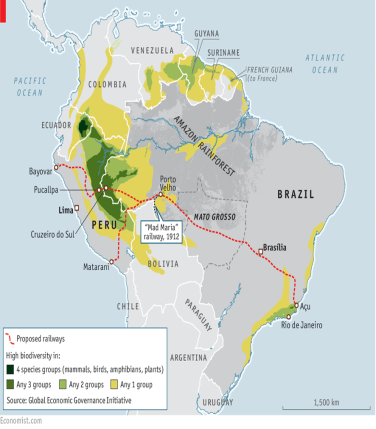 GUYANA
VENEZUELA
SURINAME
ATLANTIC
OCEAN
FRENCH GUIANA
(to France)
PACIFIC
OCEAN
COLOMBIA
ECUADOR
AMAZON RAINFOREST
Bayovar
Porto
Velho
Pucallpa
BRAZIL
Lima
MATO GROSSO
PERU
"Mad Maria"
railway, 1912
Cruzeiro do Sul
Brasília
Matarani
BOLIVIA
CHILE
PARAGUAY
Açu
Rio de Janeiro
Proposed railways
High biodiversity in:
4 species groups (mammals, birds, amphibians, plants)
Any 3 groups Any 2 groups Any 1 group
ARGENTINA
Source: Global Economic Governance Initiative
URUGUAY
1,500 km
Economist.com